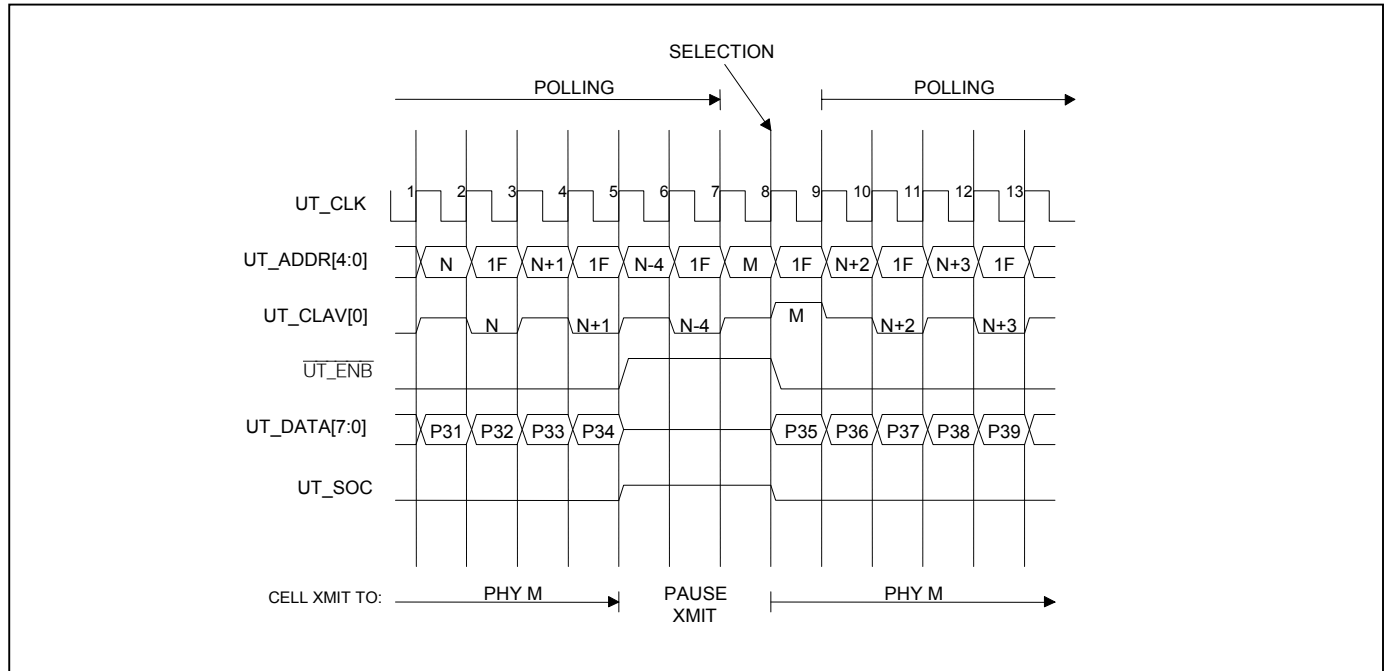 SELECTION
POLLING POLLING
1 2 3 4 5 6 7 8 9 10 11 12 13
UT_CLK
UT_ADDR[4:0] N 1F N+1 1F N-4 1F M 1F N+2 1F N+3 1F
UT_CLAV[0] N N+1 N-4 M N+2 N+3
UT_ENB
UT_DATA[7:0] P31 P32 P33 P34 P35 P36 P37 P38 P39
UT_SOC
CELL XMIT TO: PHY M PAUSE PHY M
XMIT